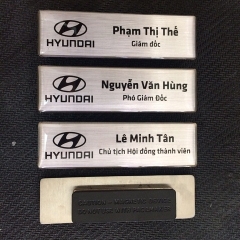 Phạm Thị Thế
HYUNDAI
Giám đốc
Nguyễn Văn Hùng
HYUNDAI
Phó Giám Đốc
Lê Minh Tân
HYUNDAI
Chủ tịch Hội đồng thành viên